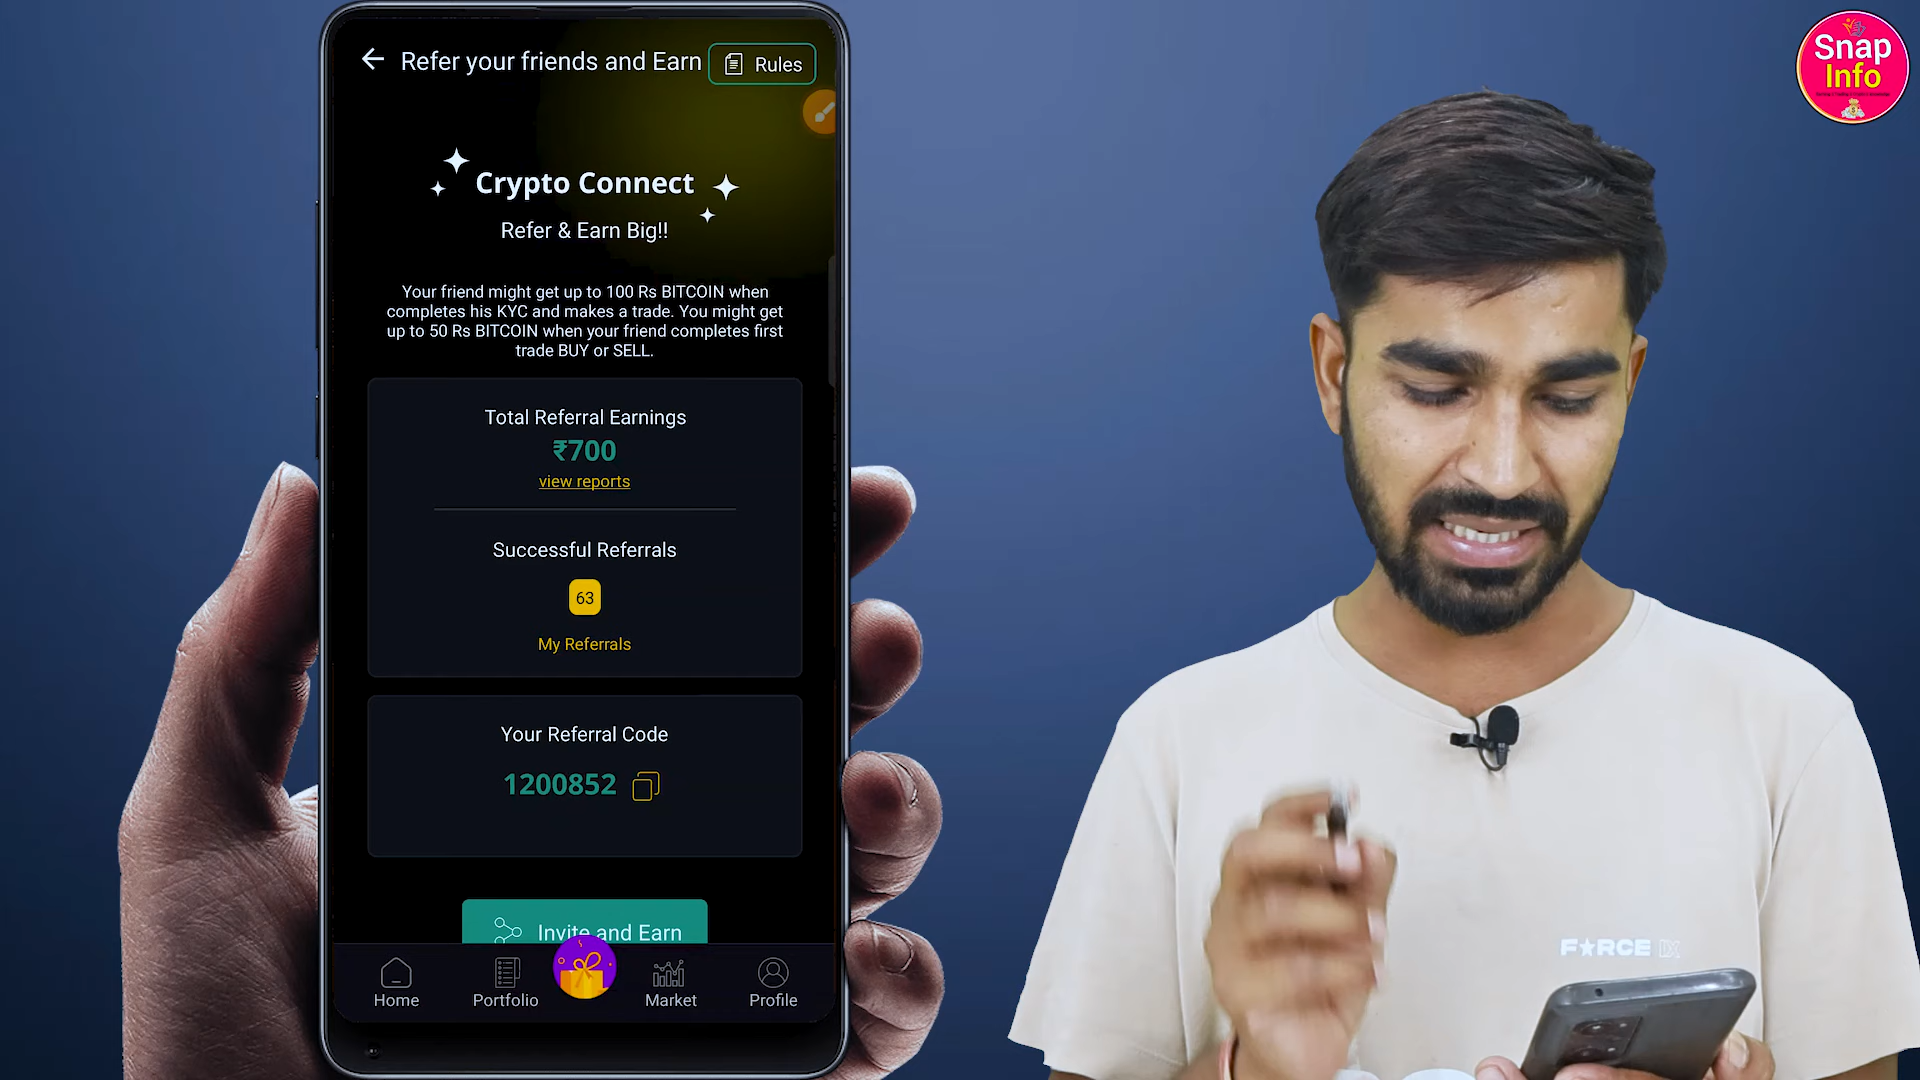 Refer your friends and Earn
Rules
Crypto Connect
Refer & Earn Big!!
Your friend might get up to 100 Rs BITCOIN when
completes his KYC and makes a trade. You might get
up to 50 Rs BITCOIN when your friend completes first
trade BUY or SELL.
Total Referral Earnings
₹700
view reports
Successful Referrals
63
My Referrals
Your Referral Code
1200852
Invite and Earn
Home
Portfolio
Market
Profile
Snap
Info
FORCE IX